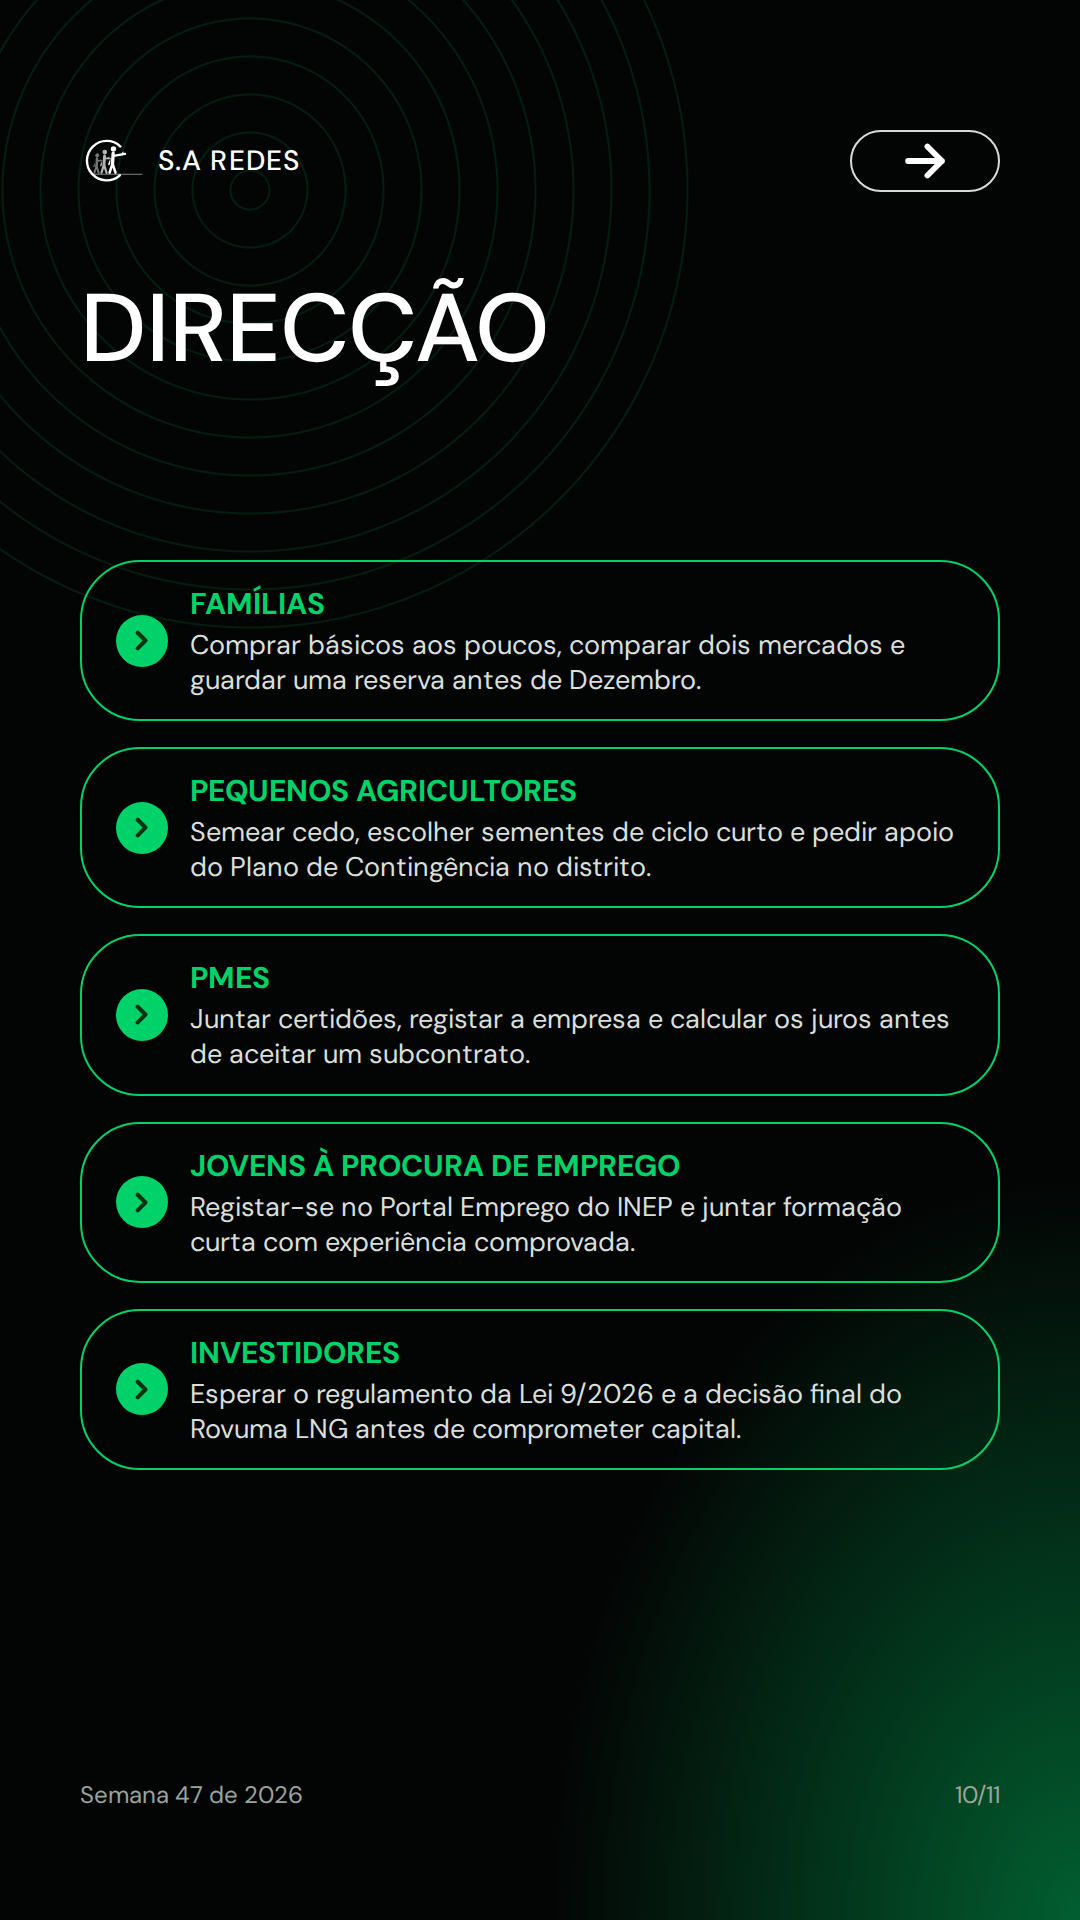 S.A REDES
DIRECÇÃO
FAMÍLIAS
Comprar básicos aos poucos, comparar dois mercados e
guardar uma reserva antes de Dezembro.
PEQUENOS AGRICULTORES
Semear cedo, escolher sementes de ciclo curto e pedir apoio
do Plano de Contingência no distrito.
PMES
Juntar certidões, registar a empresa e calcular os juros antes
de aceitar um subcontrato.
JOVENS À PROCURA DE EMPREGO
Registar-se no Portal Emprego do INEP e juntar formação
curta com experiência comprovada.
INVESTIDORES
Esperar o regulamento da Lei 9/2026 e a decisão final do
Rovuma LNG antes de comprometer capital.
Semana 47 de 2026
10/11